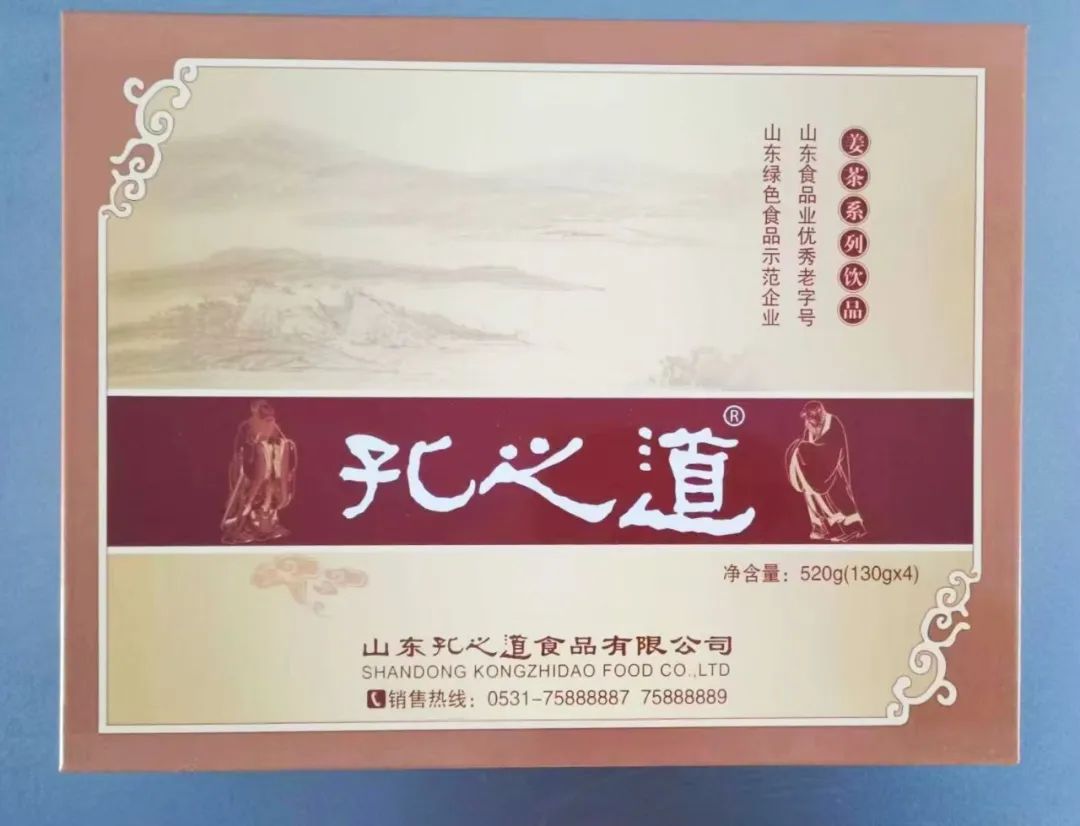 姜茶系列饮品
山东食品业优秀老字号
山东绿色食品示范企业
孔之道®
净含量：520g(130gx4)
山东孔之道食品有限公司
SHANDONG KONGZHIDAO FOOD CO.,LTD
销售热线：0531-75888887 75888889